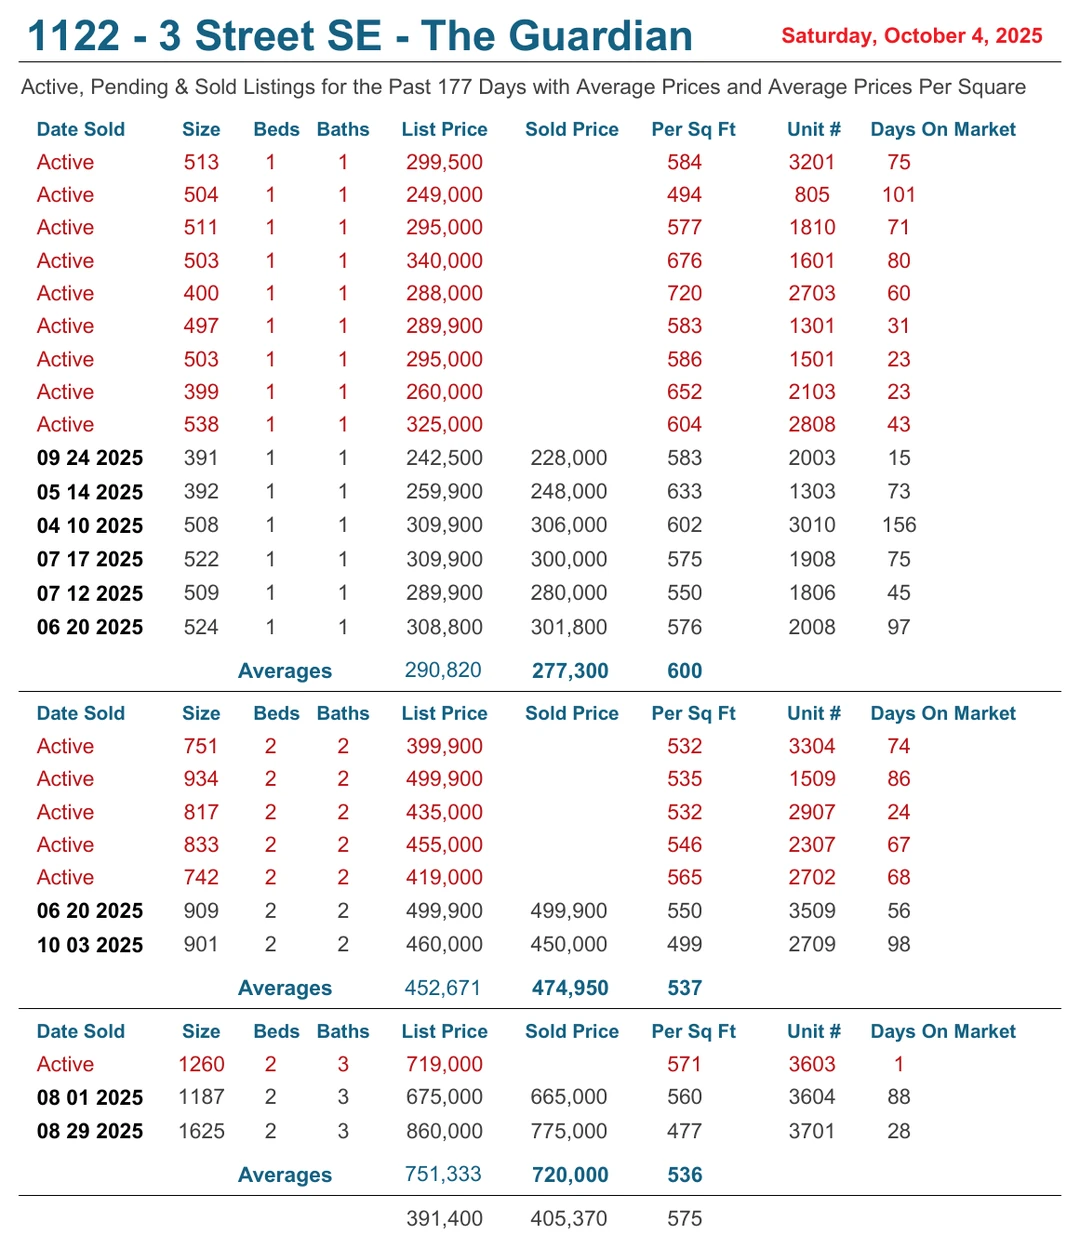 1122 - 3 Street SE - The Guardian Saturday, October 4, 2025
Active, Pending & Sold Listings for the Past 177 Days with Average Prices and Average Prices Per Square
Date Sold Size Beds Baths List Price Sold Price Per Sq Ft Unit # Days On Market
Active 513 1 1 299,500 584 3201 75
Active 504 1 1 249,000 494 805 101
Active 511 1 1 295,000 577 1810 71
Active 503 1 1 340,000 676 1601 80
Active 400 1 1 288,000 720 2703 60
Active 497 1 1 289,900 583 1301 31
Active 503 1 1 295,000 586 1501 23
Active 399 1 1 260,000 652 2103 23
Active 538 1 1 325,000 604 2808 43
09 24 2025 391 1 1 242,500 228,000 583 2003 15
05 14 2025 392 1 1 259,900 248,000 633 1303 73
04 10 2025 508 1 1 309,900 306,000 602 3010 156
07 17 2025 522 1 1 309,900 300,000 575 1908 75
07 12 2025 509 1 1 289,900 280,000 550 1806 45
06 20 2025 524 1 1 308,800 301,800 576 2008 97
Averages 290,820 277,300 600
Date Sold Size Beds Baths List Price Sold Price Per Sq Ft Unit # Days On Market
Active 751 2 2 399,900 532 3304 74
Active 934 2 2 499,900 535 1509 86
Active 817 2 2 435,000 532 2907 24
Active 833 2 2 455,000 546 2307 67
Active 742 2 2 419,000 565 2702 68
06 20 2025 909 2 2 499,900 499,900 550 3509 56
10 03 2025 901 2 2 460,000 450,000 499 2709 98
Averages 452,671 474,950 537
Date Sold Size Beds Baths List Price Sold Price Per Sq Ft Unit # Days On Market
Active 1260 2 3 719,000 571 3603 1
08 01 2025 1187 2 3 675,000 665,000 560 3604 88
08 29 2025 1625 2 3 860,000 775,000 477 3701 28
Averages 751,333 720,000 536
391,400 405,370 575